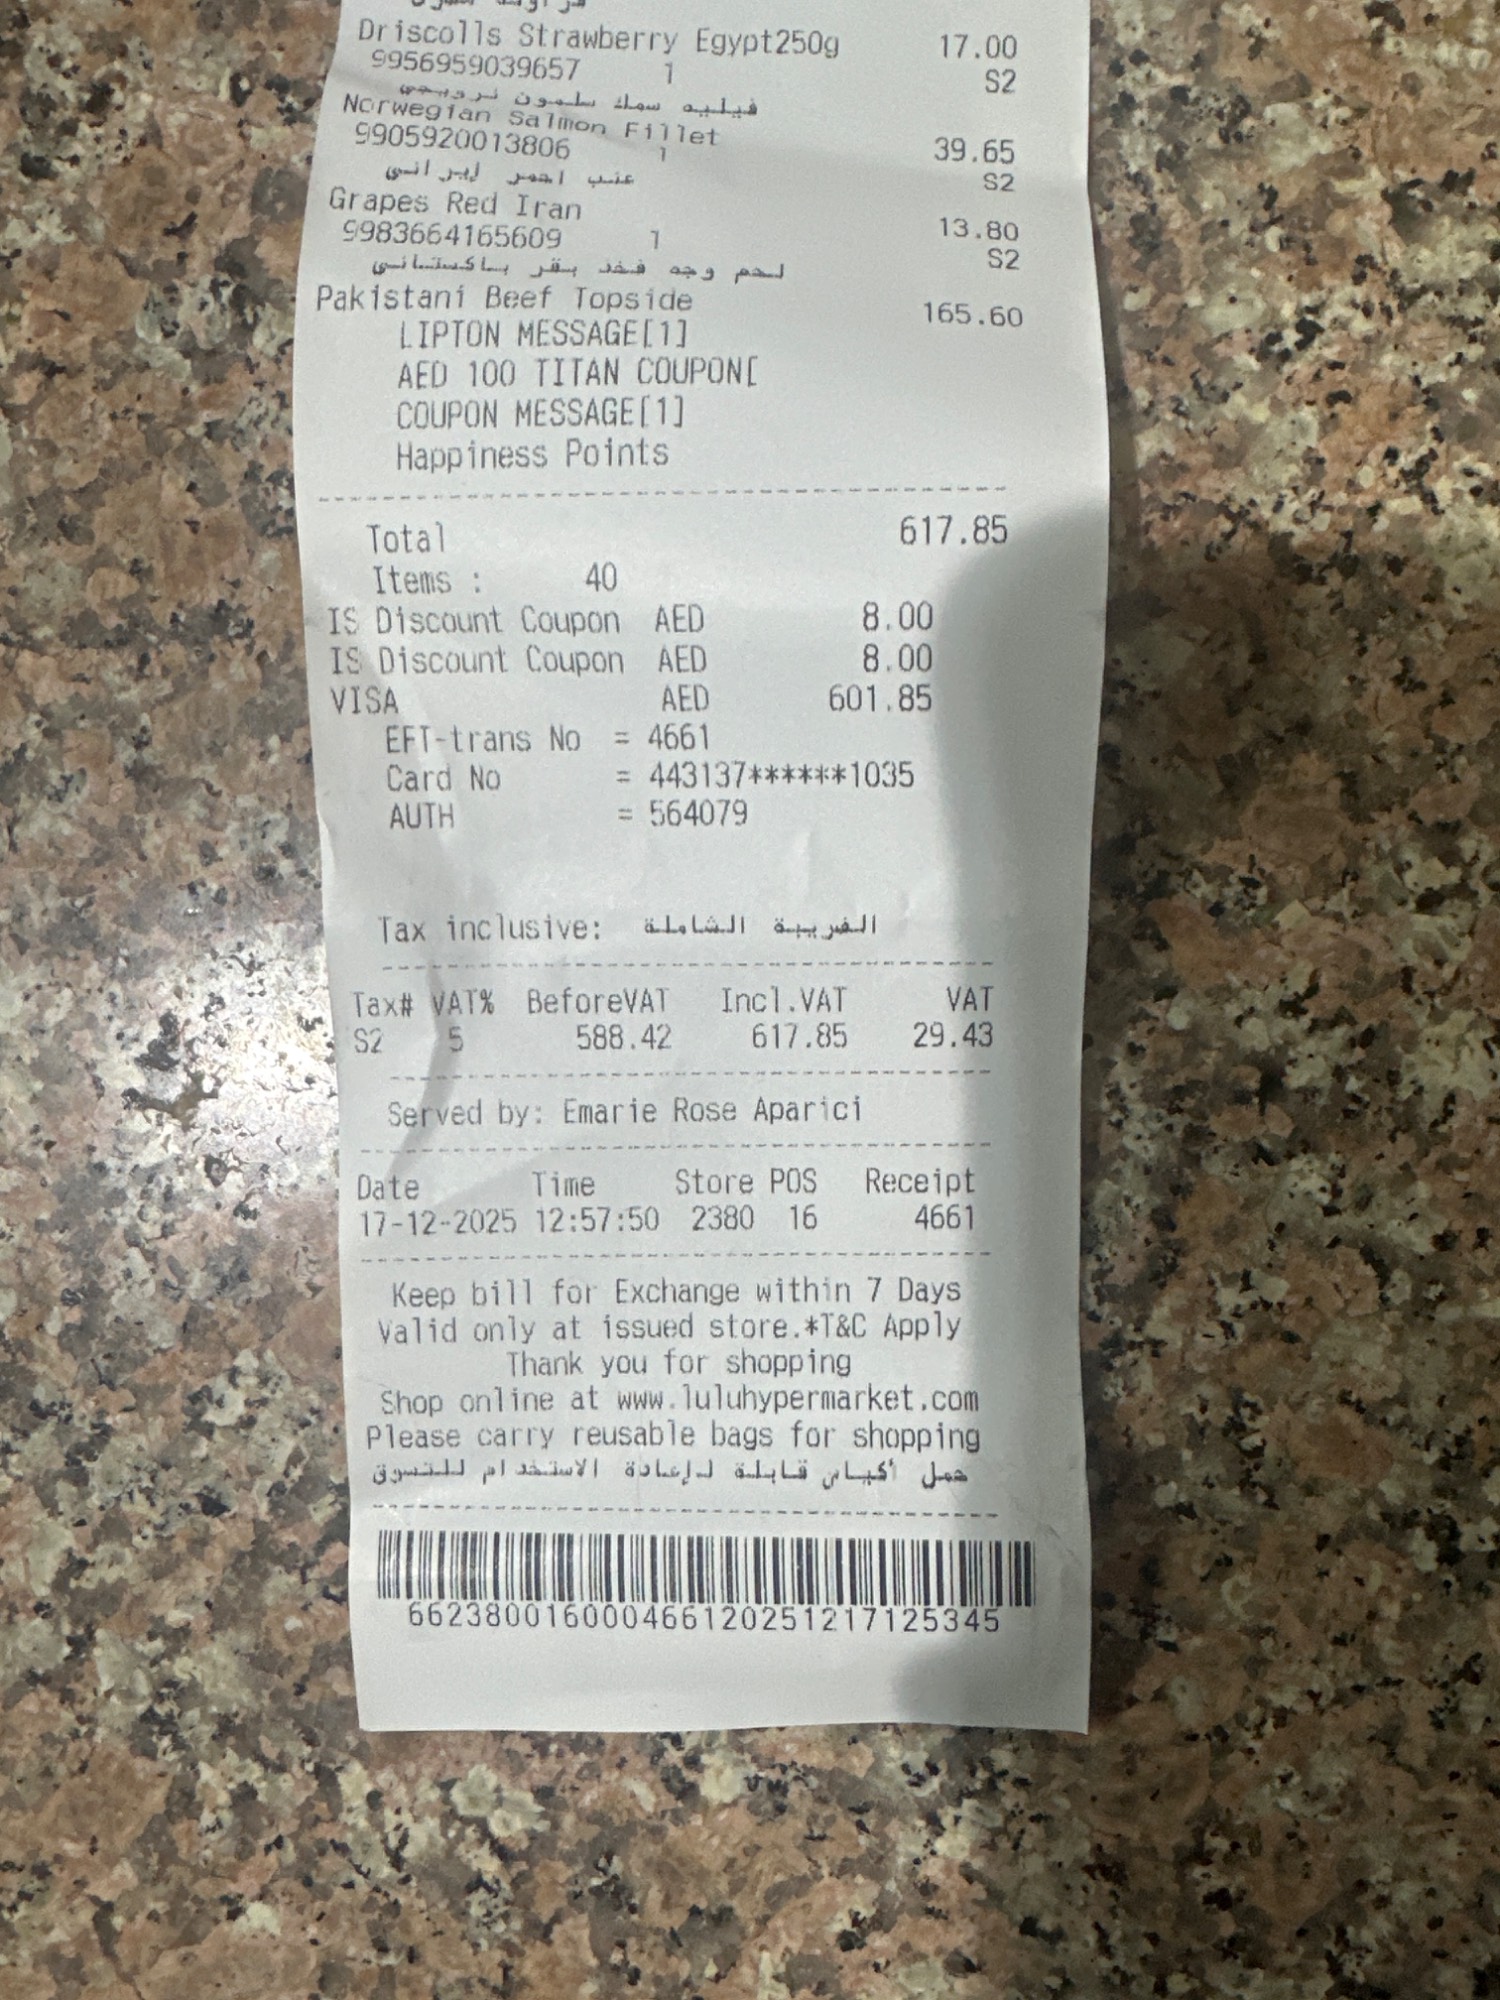 Driscolls Strawberry Egypt250g 17.00
9956959039657 1 S2
فيليه سمك سلمون نرويجي
Norwegian Salmon Fillet 39.65
9905920013806 1 S2
عنب احمر إيراني
Grapes Red Iran 13.80
9983664165609 1 S2
لحم وجه فخذ بقر باكستاني
Pakistani Beef Topside 165.60
LIPTON MESSAGE[1]
AED 100 TITAN COUPON[
COUPON MESSAGE[1]
Happiness Points
Total 617.85
Items : 40
IS Discount Coupon AED 8.00
IS Discount Coupon AED 8.00
VISA AED 601.85
EFT-trans No = 4661
Card No = 443137******1035
AUTH = 564079
Tax inclusive: الضريبة الشاملة
Tax# VAT% BeforeVAT Incl.VAT VAT
S2 5 588.42 617.85 29.43
Served by: Emarie Rose Aparici
Date Time Store POS Receipt
17-12-2025 12:57:50 2380 16 4661
Keep bill for Exchange within 7 Days
Valid only at issued store.*T&C Apply
Thank you for shopping
Shop online at www.luluhypermarket.com
Please carry reusable bags for shopping
حمل أكياس قابلة لإعادة الاستخدام للتسوق
662380016000466120251217125345